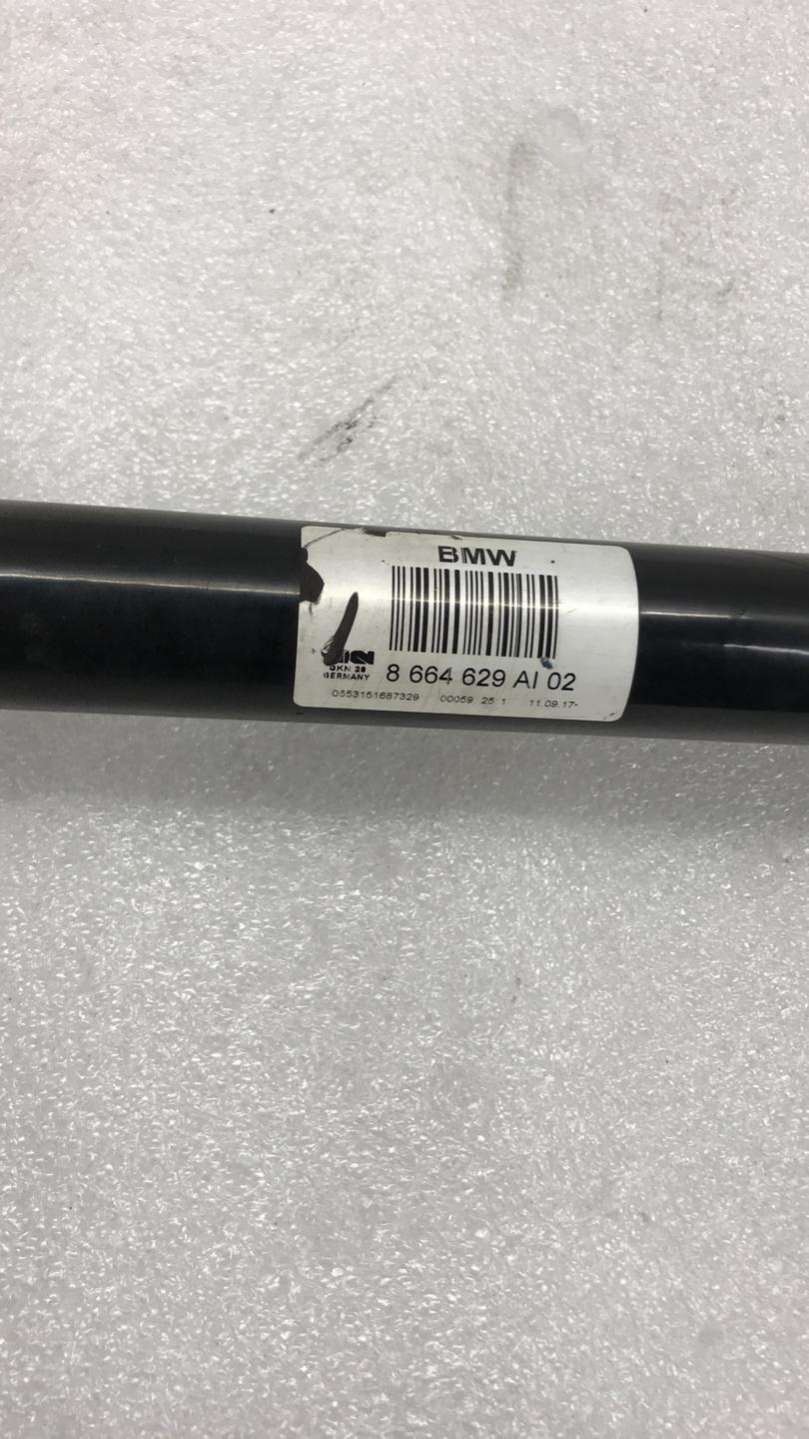 BMW
GKN 28
GERMANY
8 664 629 AI 02
0553151687329 00059 25 1 11.09.17-